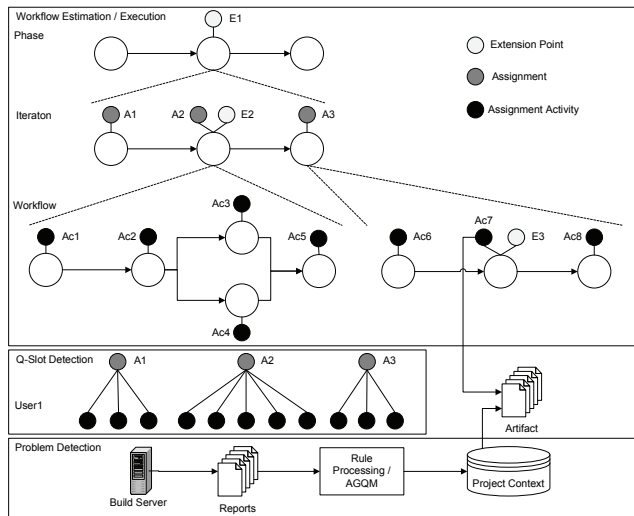 Workflow Estimation / Execution
Phase
E1
Extension Point
Assignment
Assignment Activity
Iteraton
A1
A2
E2
A3
Workflow
Ac1
Ac2
Ac3
Ac4
Ac5
Ac6
Ac7
E3
Ac8
Q-Slot Detection
A1
A2
A3
User1
Artifact
Problem Detection
Build Server
Reports
Rule
Processing /
AGQM
Project Context